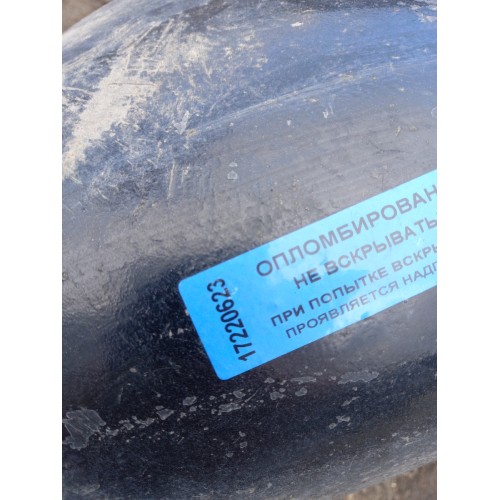 ОПЛОМБИРОВАН
НЕ ВСКРЫВАТЬ
ПРИ ПОПЫТКЕ ВСКРЫ
ПРОЯВЛЯЕТСЯ НАДП
17220623